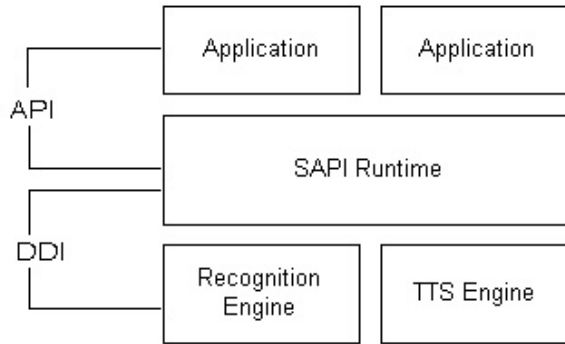 Application
Application
API
SAPI Runtime
DDI
Recognition
Engine
TTS Engine